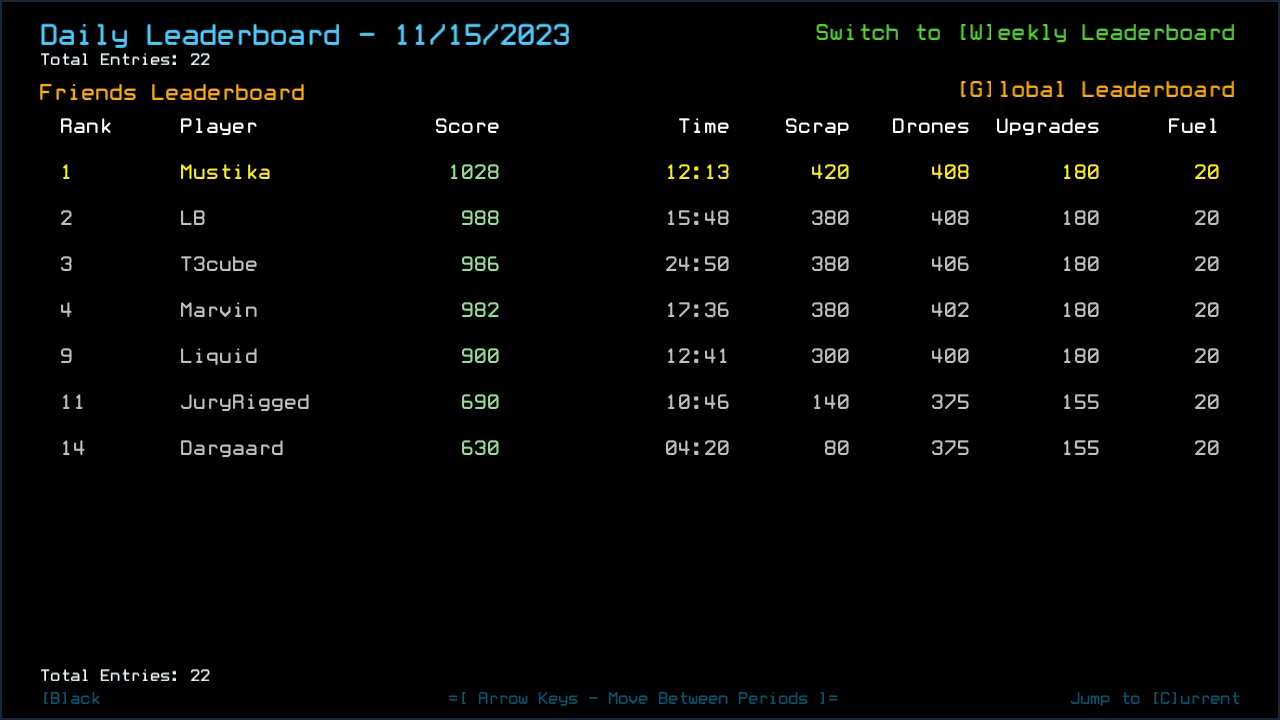 Daily Leaderboard - 11/15/2023 Switch to [W]eekly Leaderboard
Total Entries: 22
Friends Leaderboard [G]lobal Leaderboard
Rank Player Score Time Scrap Drones Upgrades Fuel
1 Mustika 1028 12:13 420 408 180 20
2 LB 988 15:48 380 408 180 20
3 T3cube 986 24:50 380 406 180 20
4 Marvin 982 17:36 380 402 180 20
9 Liquid 900 12:41 300 400 180 20
11 JuryRigged 690 10:46 140 375 155 20
14 Dargaard 630 04:20 80 375 155 20
Total Entries: 22
[B]ack =[ Arrow Keys - Move Between Periods ]= Jump to [C]urrent